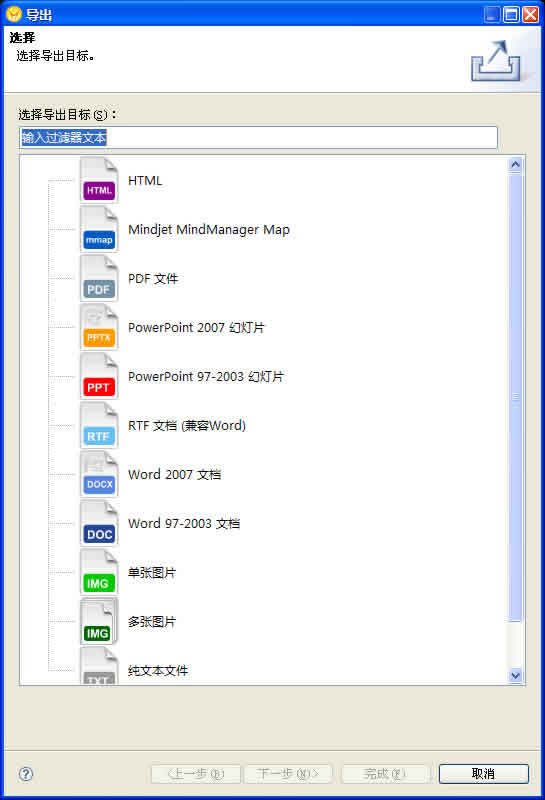 导出
选择
选择导出目标。
选择导出目标(S)：
输入过滤器文本
HTML HTML
mmap Mindjet MindManager Map
PDF PDF 文件
PPTX PowerPoint 2007 幻灯片
PPT PowerPoint 97-2003 幻灯片
RTF RTF 文档 (兼容Word)
DOCX Word 2007 文档
DOC Word 97-2003 文档
IMG 单张图片
IMG 多张图片
TXT 纯文本文件
? <上一步(B) 下一步(N)> 完成(F) 取消